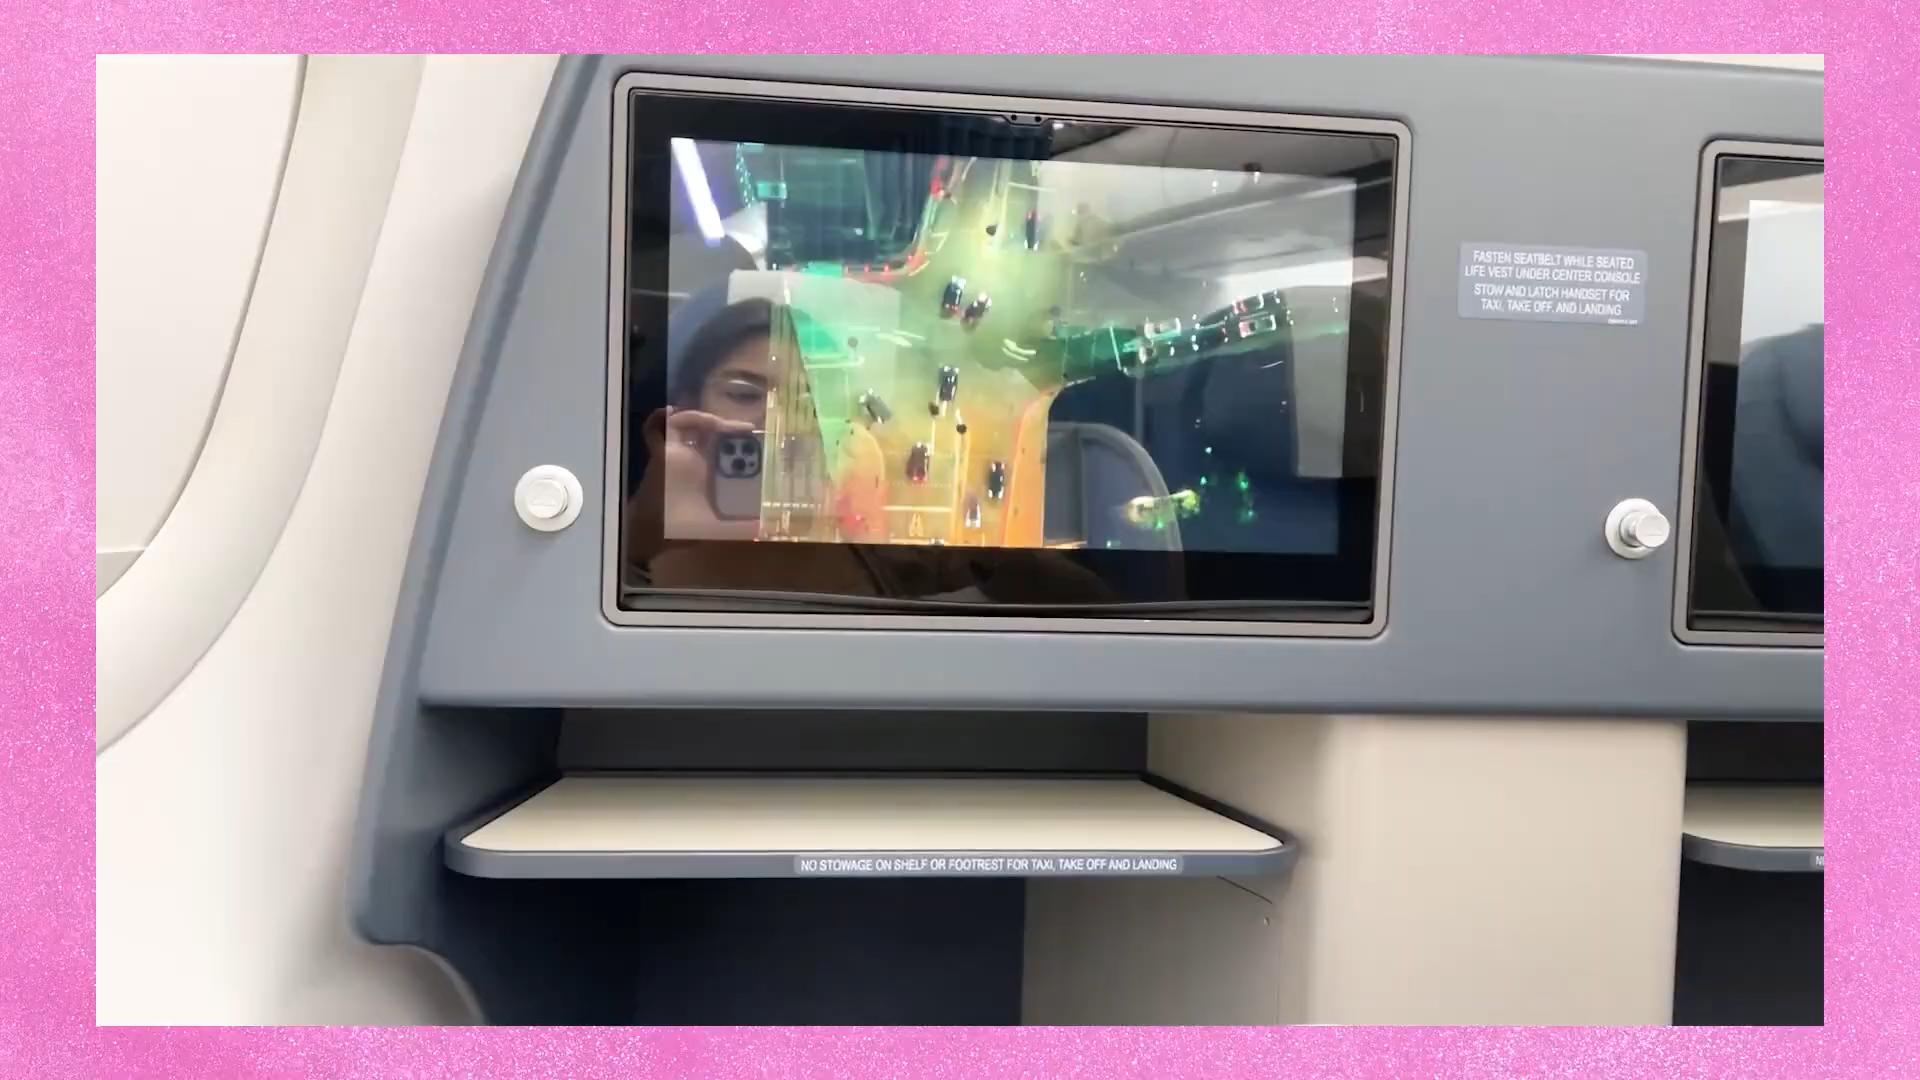 FASTEN SEATBELT WHILE SEATED
LIFE VEST UNDER CENTER CONSOLE
STOW AND LATCH HANDSET FOR
TAXI, TAKE OFF, AND LANDING
NO STOWAGE ON SHELF OR FOOTREST FOR TAXI, TAKE OFF AND LANDING